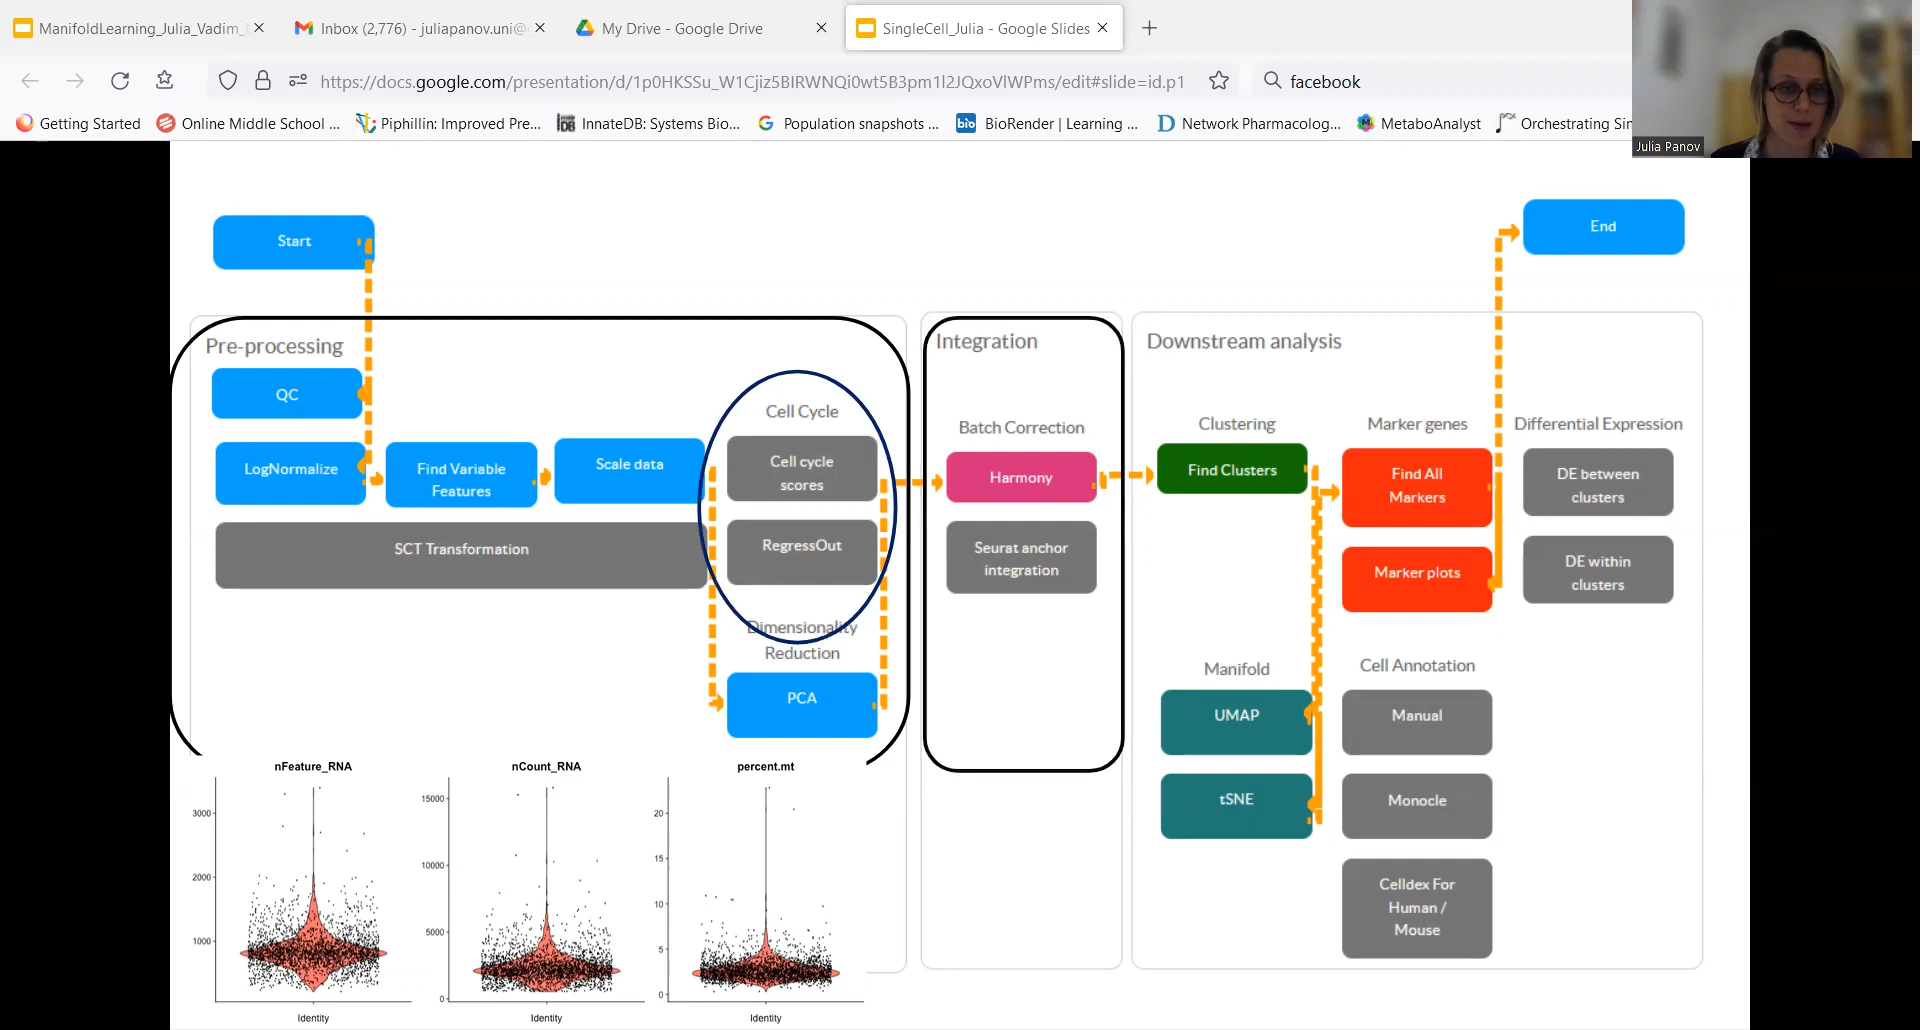 ManifoldLearning_Julia_Vadim_
Inbox (2,776) - juliapanov.uni@
My Drive - Google Drive
SingleCell_Julia - Google Slides
https://docs.google.com/presentation/d/1p0HKSSu_W1Cjiz5BIRWNQi0wt5B3pm1l2JQxoVlWPms/edit#slide=id.p1
facebook
Getting Started
Online Middle School ...
Piphillin: Improved Pre...
InnateDB: Systems Bio...
Population snapshots ...
bio
BioRender | Learning ...
Network Pharmacolog...
MetaboAnalyst
Orchestrating Sin
Julia Panov
Start
End
Pre-processing
QC
LogNormalize
Find Variable
Features
Scale data
SCT Transformation
Cell Cycle
Cell cycle
scores
RegressOut
Dimensionality
Reduction
PCA
Integration
Batch Correction
Harmony
Seurat anchor
integration
Downstream analysis
Clustering
Find Clusters
Manifold
UMAP
tSNE
Marker genes
Find All
Markers
Marker plots
Cell Annotation
Manual
Monocle
Celldex For
Human /
Mouse
Differential Expression
DE between
clusters
DE within
clusters
nFeature_RNA
3000
2000
1000
Identity
nCount_RNA
15000
10000
5000
0
Identity
percent.mt
20
15
10
5
0
Identity